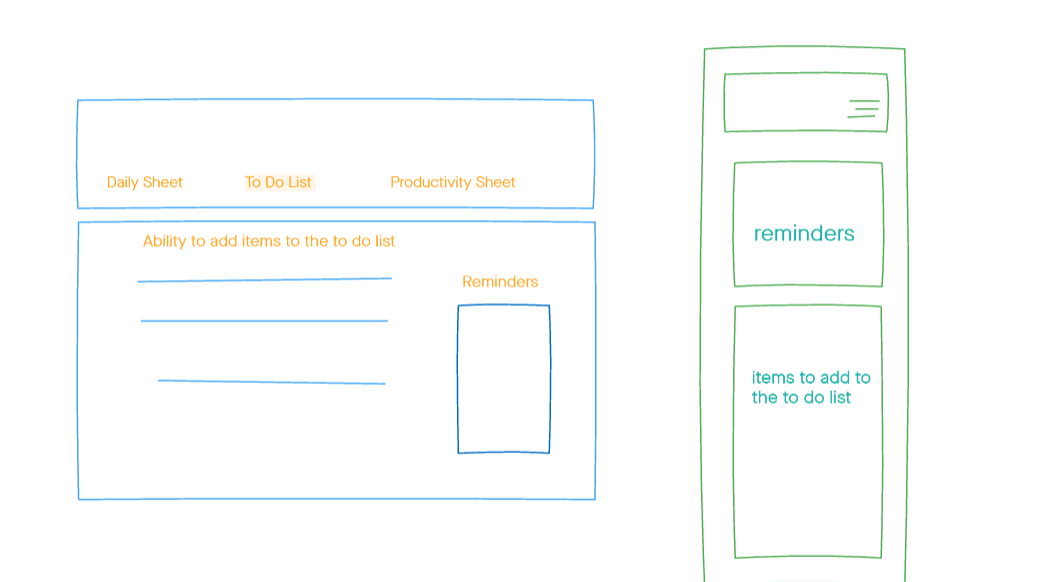 Daily Sheet
To Do List
Productivity Sheet
Ability to add items to the to do list
Reminders
reminders
items to add to
the to do list